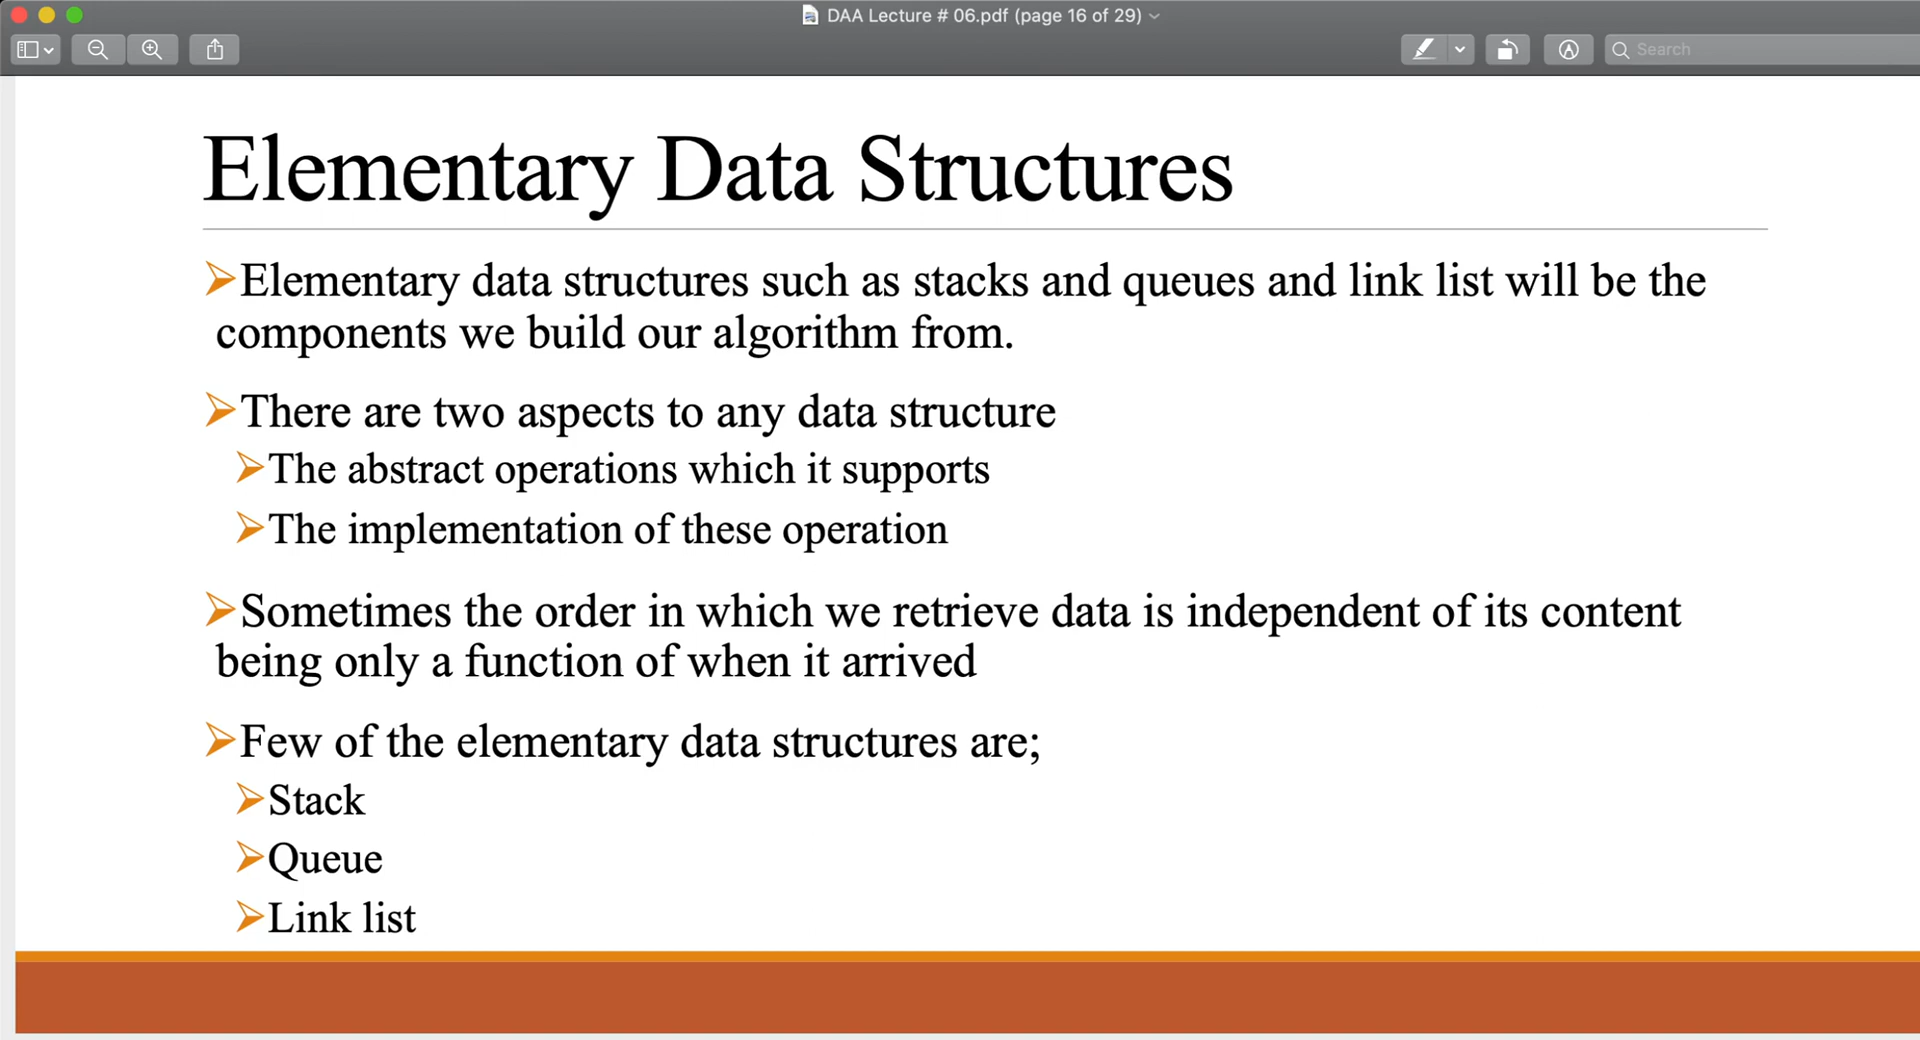 DAA Lecture # 06.pdf (page 16 of 29)
Search
Elementary Data Structures
Elementary data structures such as stacks and queues and link list will be the
components we build our algorithm from.
There are two aspects to any data structure
The abstract operations which it supports
The implementation of these operation
Sometimes the order in which we retrieve data is independent of its content
being only a function of when it arrived
Few of the elementary data structures are;
Stack
Queue
Link list